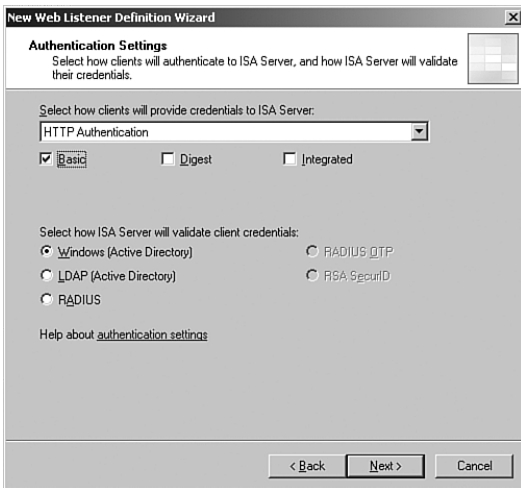 New Web Listener Definition Wizard
Authentication Settings
Select how clients will authenticate to ISA Server, and how ISA Server will validate
their credentials.
Select how clients will provide credentials to ISA Server:
HTTP Authentication
Basic Digest Integrated
Select how ISA Server will validate client credentials:
Windows (Active Directory) RADIUS OTP
LDAP (Active Directory) RSA SecurID
RADIUS
Help about authentication settings
< Back Next > Cancel